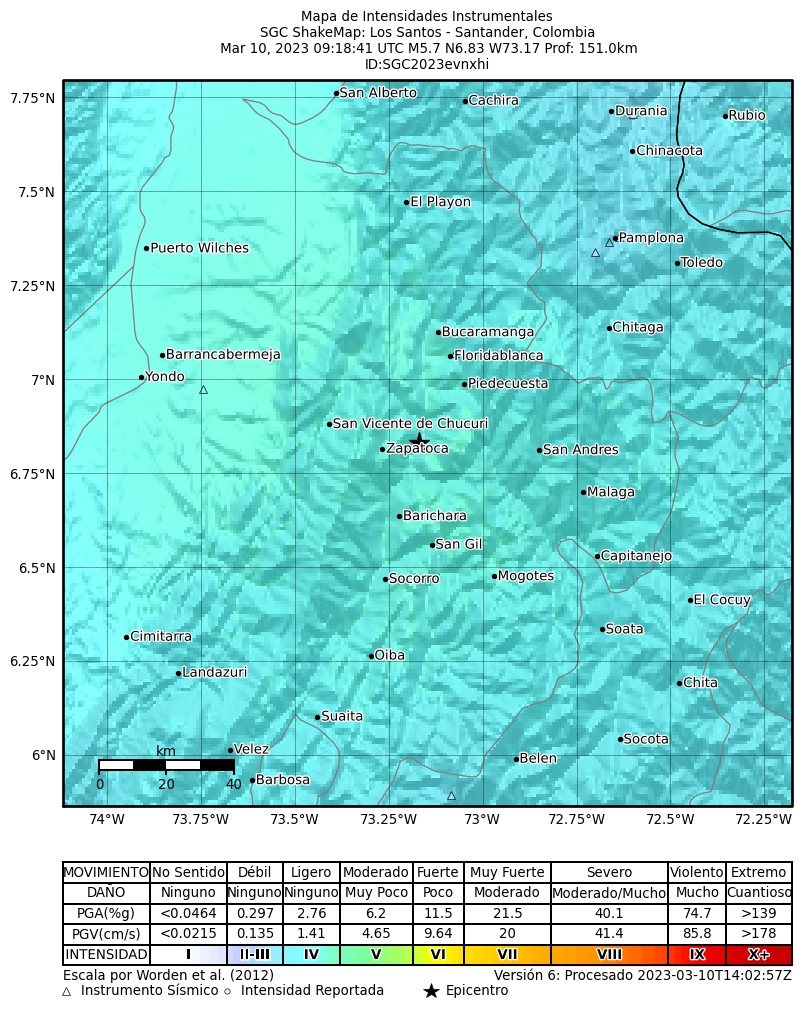 Mapa de Intensidades Instrumentales
SGC ShakeMap: Los Santos - Santander, Colombia
Mar 10, 2023 09:18:41 UTC M5.7 N6.83 W73.17 Prof: 151.0km
ID:SGC2023evnxhi
San Alberto
7.75°N
Cachira
Durania
Rubio
Chinacota
7.5°N
El Playon
Pamplona
Puerto Wilches
Toledo
7.25°N
Chitaga
Bucaramanga
Barrancabermeja
Floridablanca
Yondo
7°N
Piedecuesta
San Vicente de Chucuri
Zapatoca
San Andres
6.75°N
Malaga
Barichara
San Gil
Capitanejo
6.5°N
Socorro
Mogotes
El Cocuy
Cimitarra
Soata
6.25°N
Oiba
Landazuri
Chita
Suaita
Socota
Velez
6°N
km
Belen
Barbosa
0 20 40
74°W 73.75°W 73.5°W 73.25°W 73°W 72.75°W 72.5°W 72.25°W
MOVIMIENTO No Sentido Débil Ligero Moderado Fuerte Muy Fuerte Severo Violento Extremo
DAÑO Ninguno Ninguno Ninguno Muy Poco Poco Moderado Moderado/Mucho Mucho Cuantioso
PGA(%g) <0.0464 0.297 2.76 6.2 11.5 21.5 40.1 74.7 >139
PGV(cm/s) <0.0215 0.135 1.41 4.65 9.64 20 41.4 85.8 >178
INTENSIDAD I II-III IV V VI VII VIII IX X+
Escala por Worden et al. (2012) Versión 6: Procesado 2023-03-10T14:02:57Z
△ Instrumento Sísmico ○ Intensidad Reportada ★ Epicentro